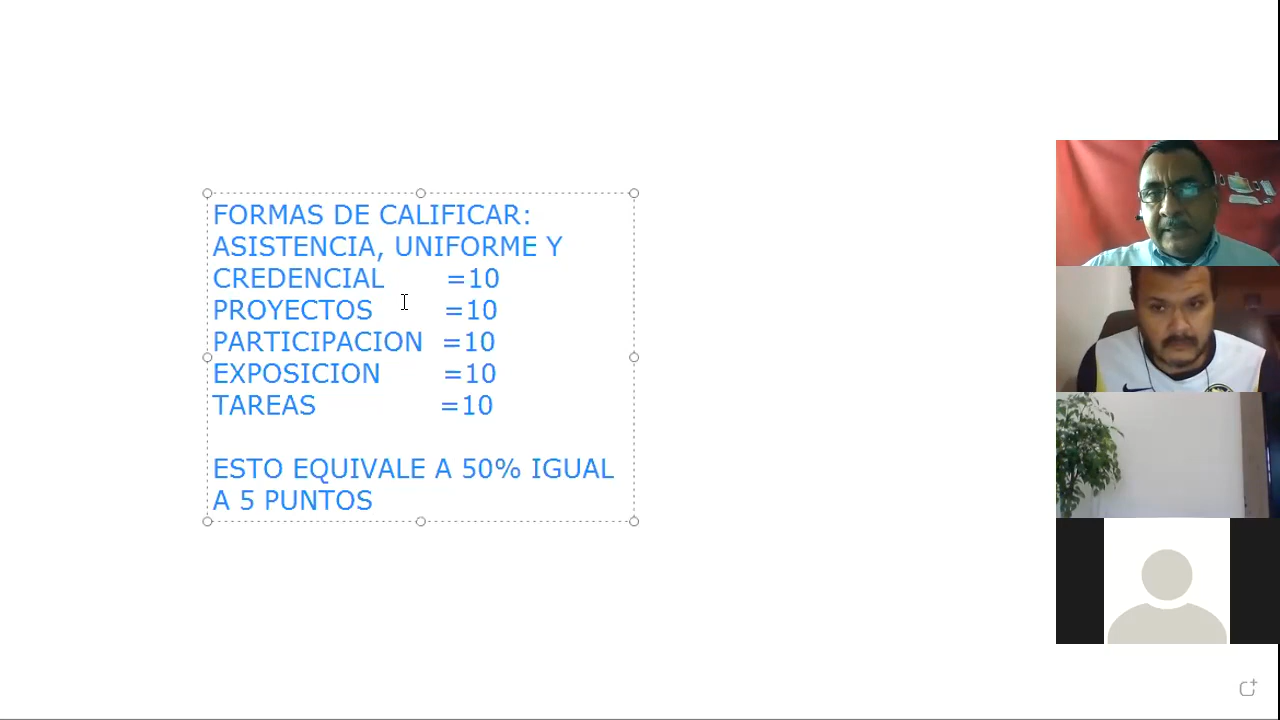 FORMAS DE CALIFICAR:
ASISTENCIA, UNIFORME Y
CREDENCIAL =10
PROYECTOS =10
PARTICIPACION =10
EXPOSICION =10
TAREAS =10
ESTO EQUIVALE A 50% IGUAL
A 5 PUNTOS